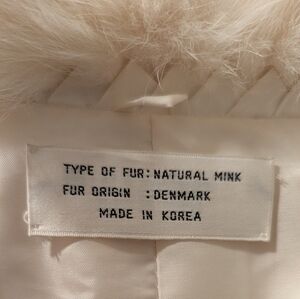 TYPE OF FUR: NATURAL MINK
FUR ORIGIN : DENMARK
MADE IN KOREA